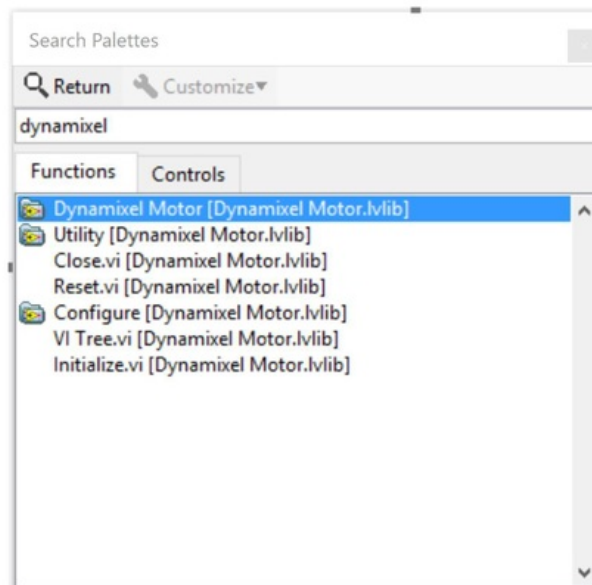 Search Palettes
Return Customize
dynamixel
Functions Controls
Dynamixel Motor [Dynamixel Motor.lvlib]
Utility [Dynamixel Motor.lvlib]
Close.vi [Dynamixel Motor.lvlib]
Reset.vi [Dynamixel Motor.lvlib]
Configure [Dynamixel Motor.lvlib]
VI Tree.vi [Dynamixel Motor.lvlib]
Initialize.vi [Dynamixel Motor.lvlib]